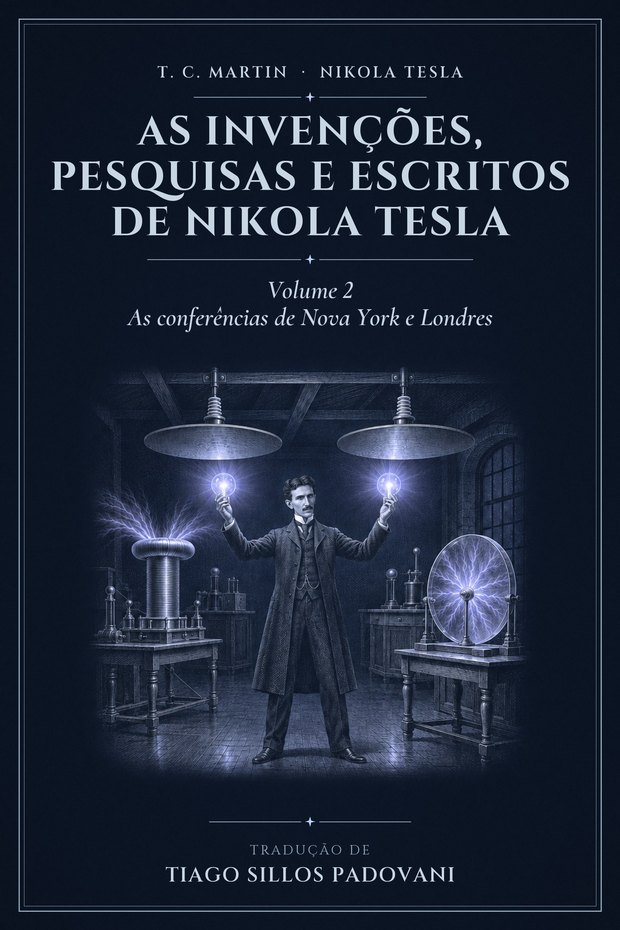 T. C. MARTIN · NIKOLA TESLA
AS INVENÇÕES,
PESQUISAS E ESCRITOS
DE NIKOLA TESLA
Volume 2
As conferências de Nova York e Londres
TRADUÇÃO DE
TIAGO SILLOS PADOVANI